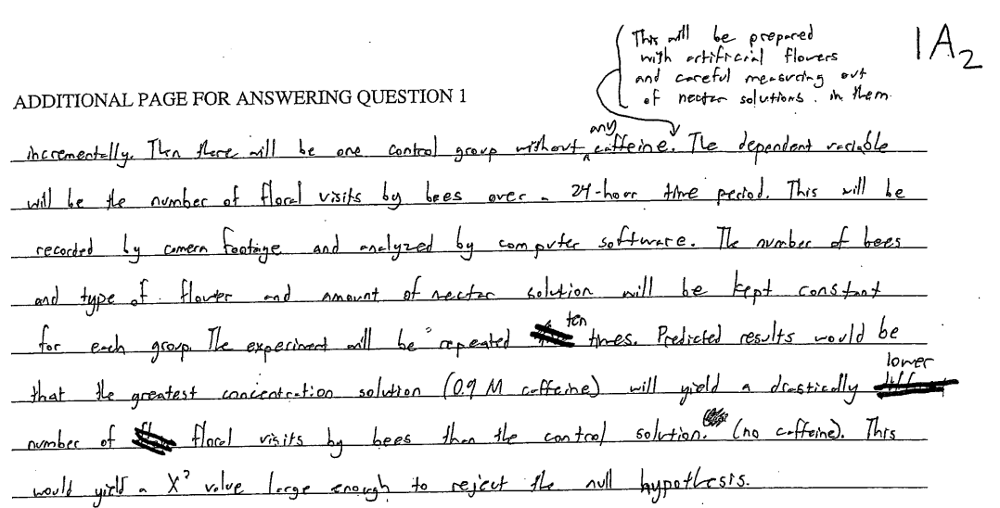 This will be prepared
with artificial flowers
and careful measuring out
of nectar solutions. in them.
1A2
ADDITIONAL PAGE FOR ANSWERING QUESTION 1
incrementally. Then there will be one control group without any caffeine. The dependent variable
will be the number of floral visits by bees over a 24-hour time period. This will be
recorded by camera footage and analyzed by computer software. The number of bees
and type of flower and amount of nectar solution will be kept constant
for each group. The experiment will be repeated ten times. Predicted results would be
that the greatest concentration solution (0.9 M caffeine) will yield a drastically lower
number of floral visits by bees than the control solution. (no caffeine). This
would yield a X² value large enough to reject the null hypothesis.